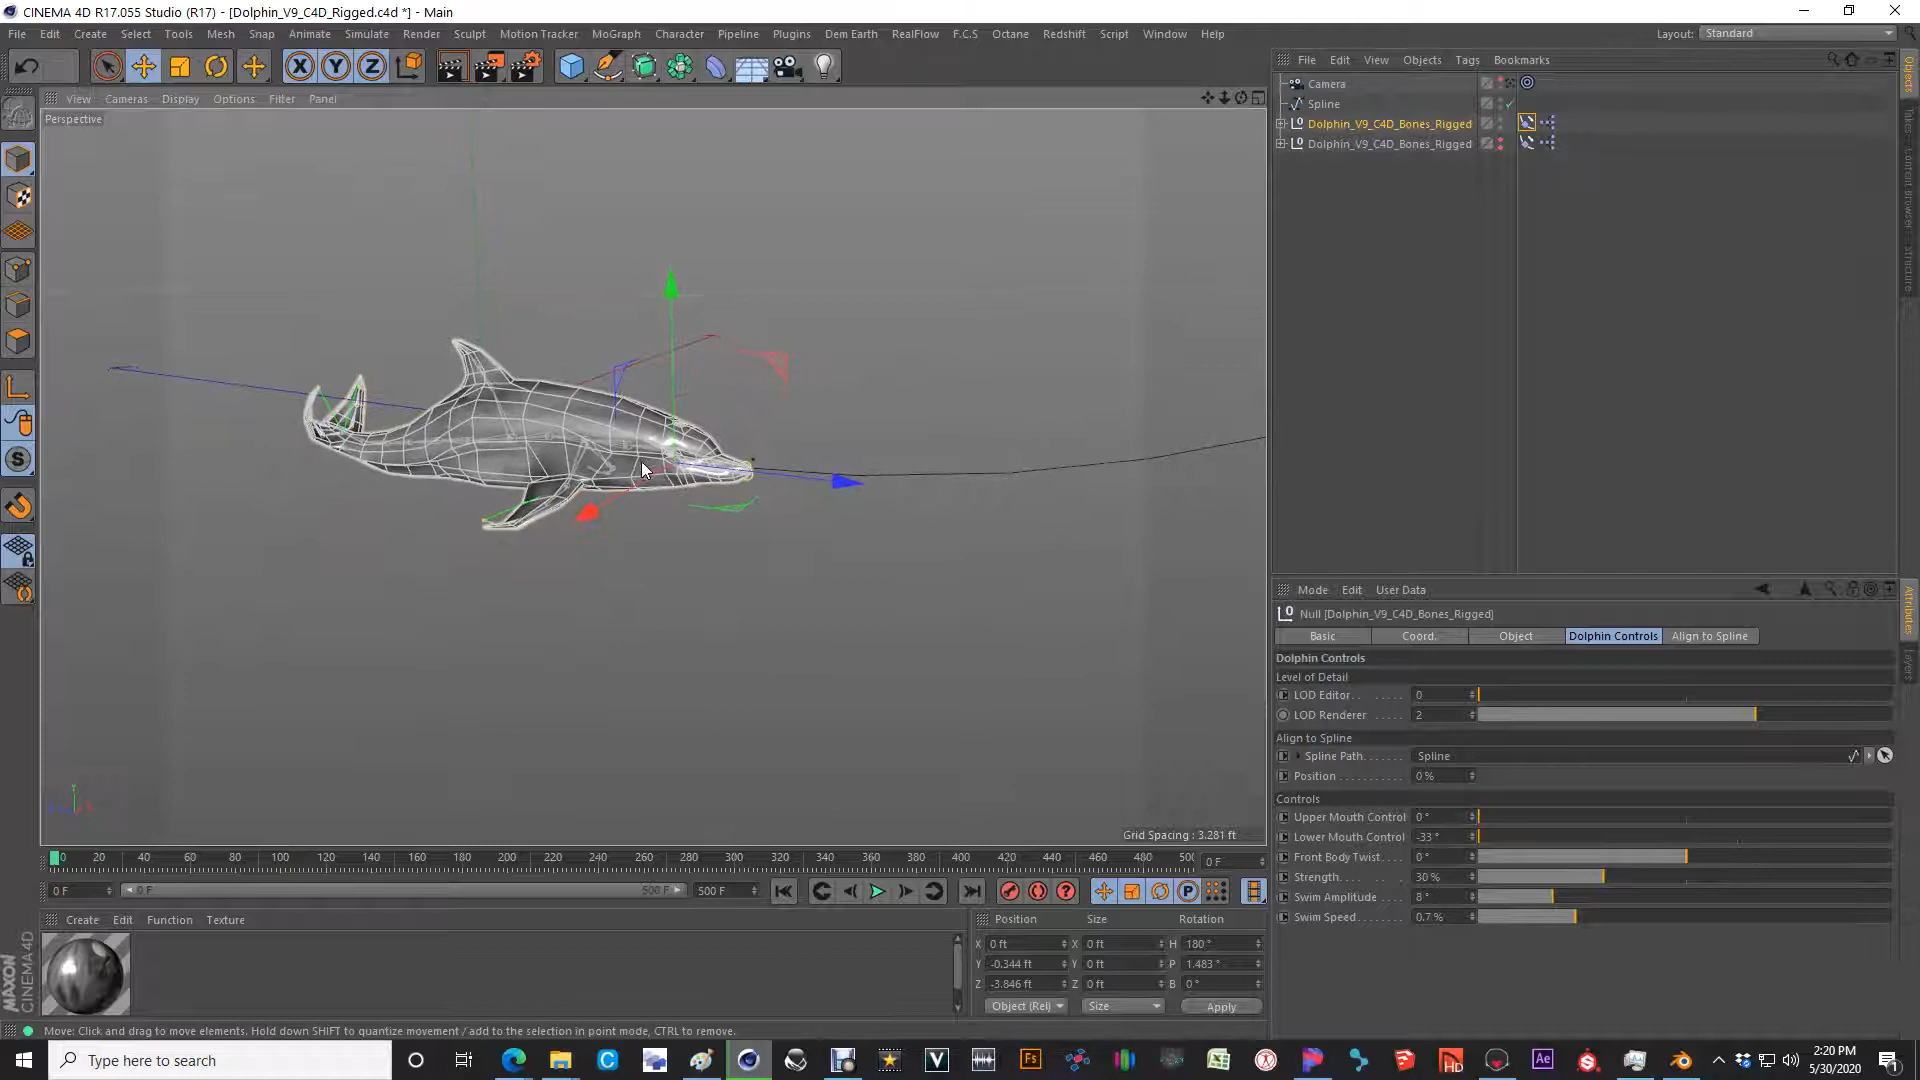 CINEMA 4D R17.055 Studio (R17) - [Dolphin_V9_C4D_Rigged.c4d *] - Main
File Edit Create Select Tools Mesh Snap Animate Simulate Render Sculpt Motion Tracker MoGraph Character Pipeline Plugins Dem Earth RealFlow F.C.S Octane Redshift Script Window Help
Layout: Standard
File Edit View Objects Tags Bookmarks
Camera
Spline
Dolphin_V9_C4D_Bones_Rigged
Dolphin_V9_C4D_Bones_Rigged
Objects
Takes
Content Browser
Structure
View Cameras Display Options Filter Panel
Perspective
Grid Spacing : 3.281 ft
Mode Edit User Data
Null [Dolphin_V9_C4D_Bones_Rigged]
Basic Coord. Object Dolphin Controls Align to Spline
Dolphin Controls
Level of Detail
LOD Editor 0
LOD Renderer 2
Align to Spline
Spline Path Spline
Position 0 %
Controls
Upper Mouth Control 0 °
Lower Mouth Control -33 °
Front Body Twist 0 °
Strength 30 %
Swim Amplitude 8 °
Swim Speed 0.7 %
Attributes
Layers
0 20 40 60 80 100 120 140 160 180 200 220 240 260 280 300 320 340 360 380 400 420 440 460 480 500 0 F
0 F 0 F 500 F 500 F
Create Edit Function Texture
MAXON CINEMA 4D
Position Size Rotation
X 0 ft X 0 ft H 180 °
Y -0.344 ft Y 0 ft P 1.483 °
Z -3.846 ft Z 0 ft B 0 °
Object (Rel) Size Apply
Move: Click and drag to move elements. Hold down SHIFT to quantize movement / add to the selection in point mode, CTRL to remove.
Type here to search
2:20 PM
5/30/2020